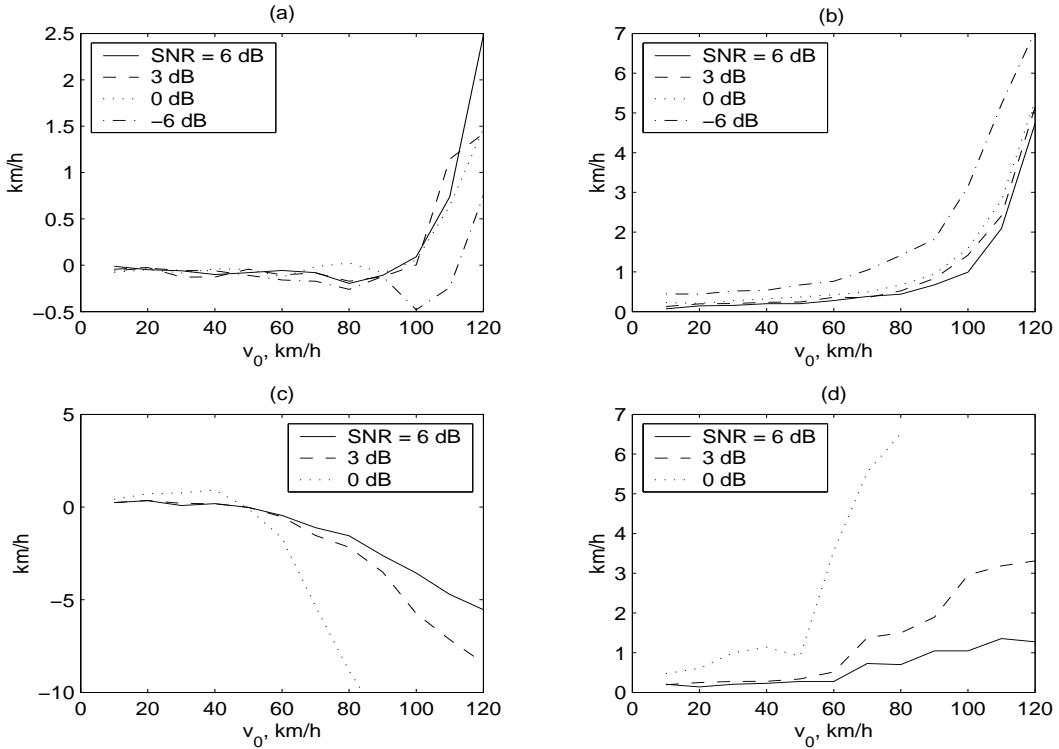 (a)
2.5
2
1.5
1
0.5
0
−0.5
km/h
SNR = 6 dB
3 dB
0 dB
−6 dB
0 20 40 60 80 100 120
v_0, km/h
(b)
7
6
5
4
3
2
1
0
km/h
SNR = 6 dB
3 dB
0 dB
−6 dB
0 20 40 60 80 100 120
v_0, km/h
(c)
5
0
−5
−10
km/h
SNR = 6 dB
3 dB
0 dB
0 20 40 60 80 100 120
v_0, km/h
(d)
7
6
5
4
3
2
1
0
km/h
SNR = 6 dB
3 dB
0 dB
0 20 40 60 80 100 120
v_0, km/h